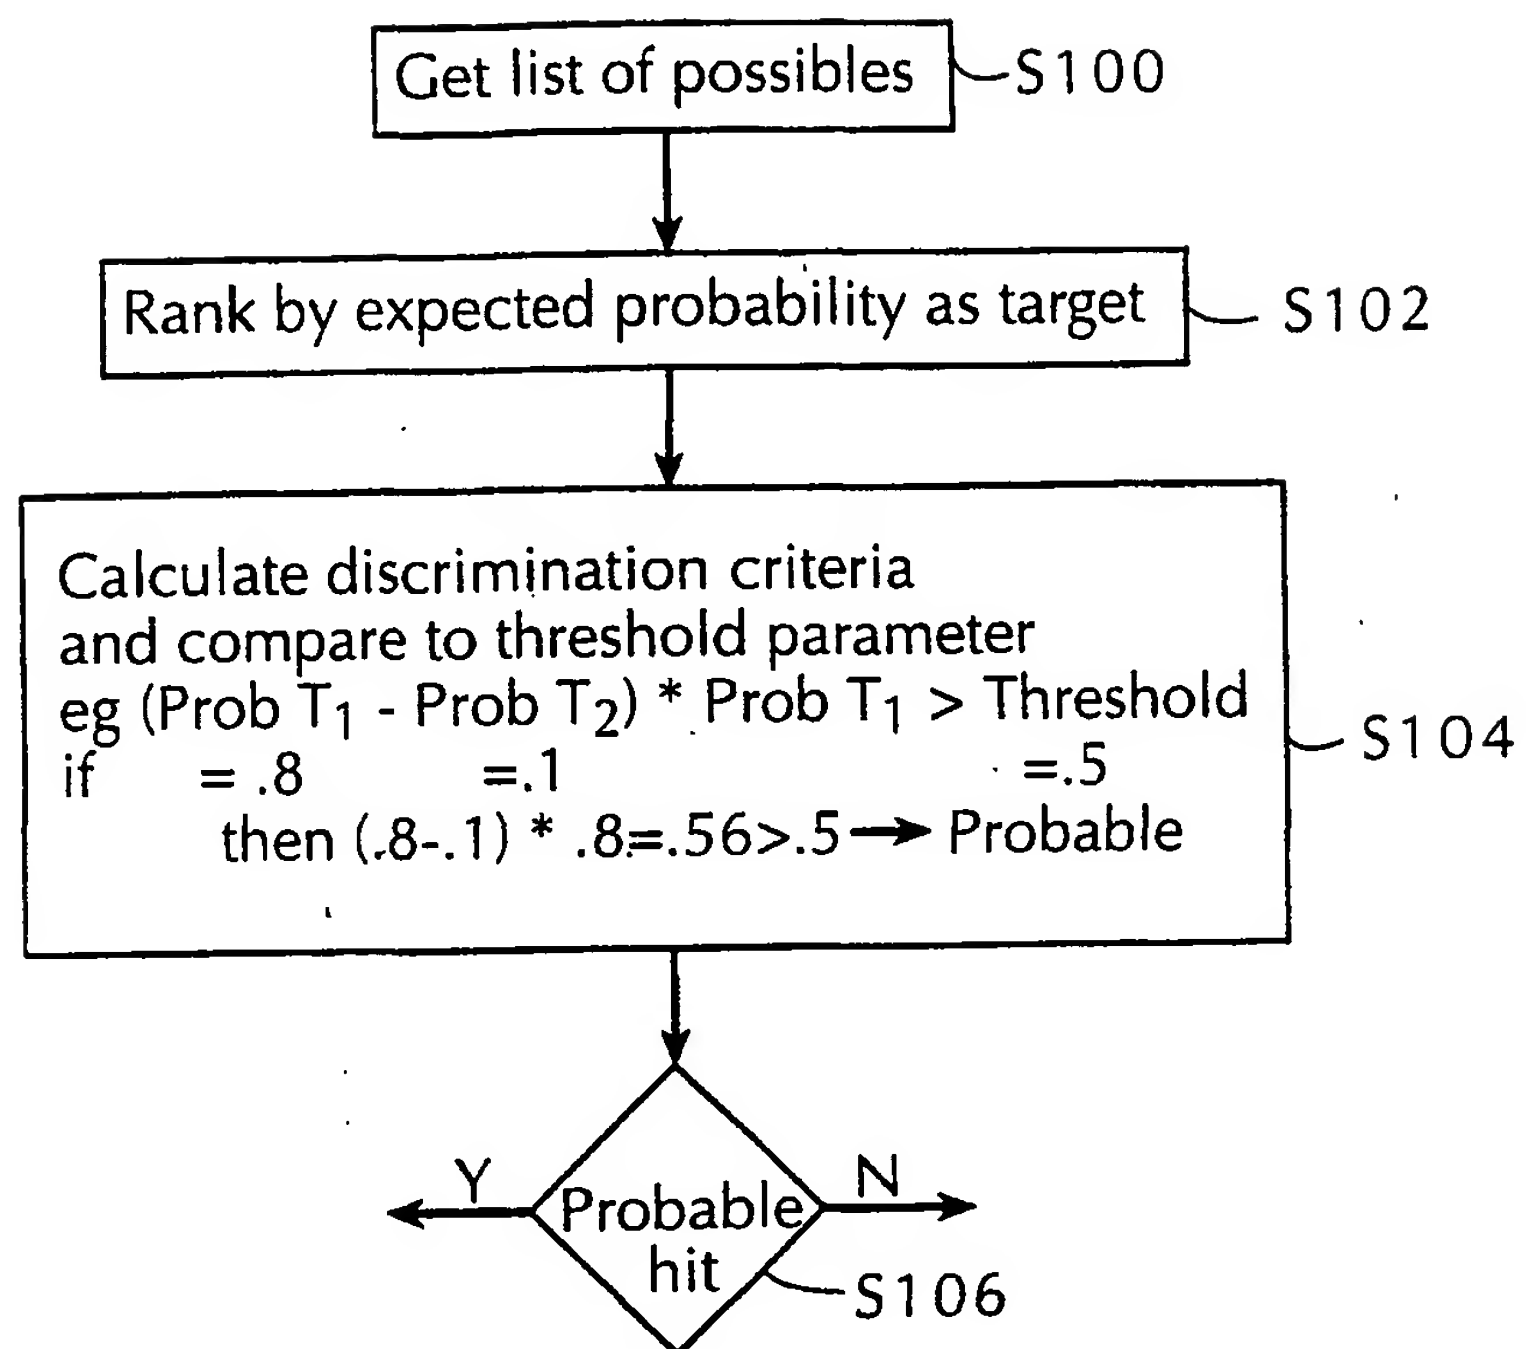 Get list of possibles
S100
Rank by expected probability as target
S102
Calculate discrimination criteria
and compare to threshold parameter
eg (Prob T1 - Prob T2) * Prob T1 > Threshold
if = .8 =.1 =.5
then (.8-.1) * .8=.56>.5→ Probable
S104
Y
N
Probable
hit
S106